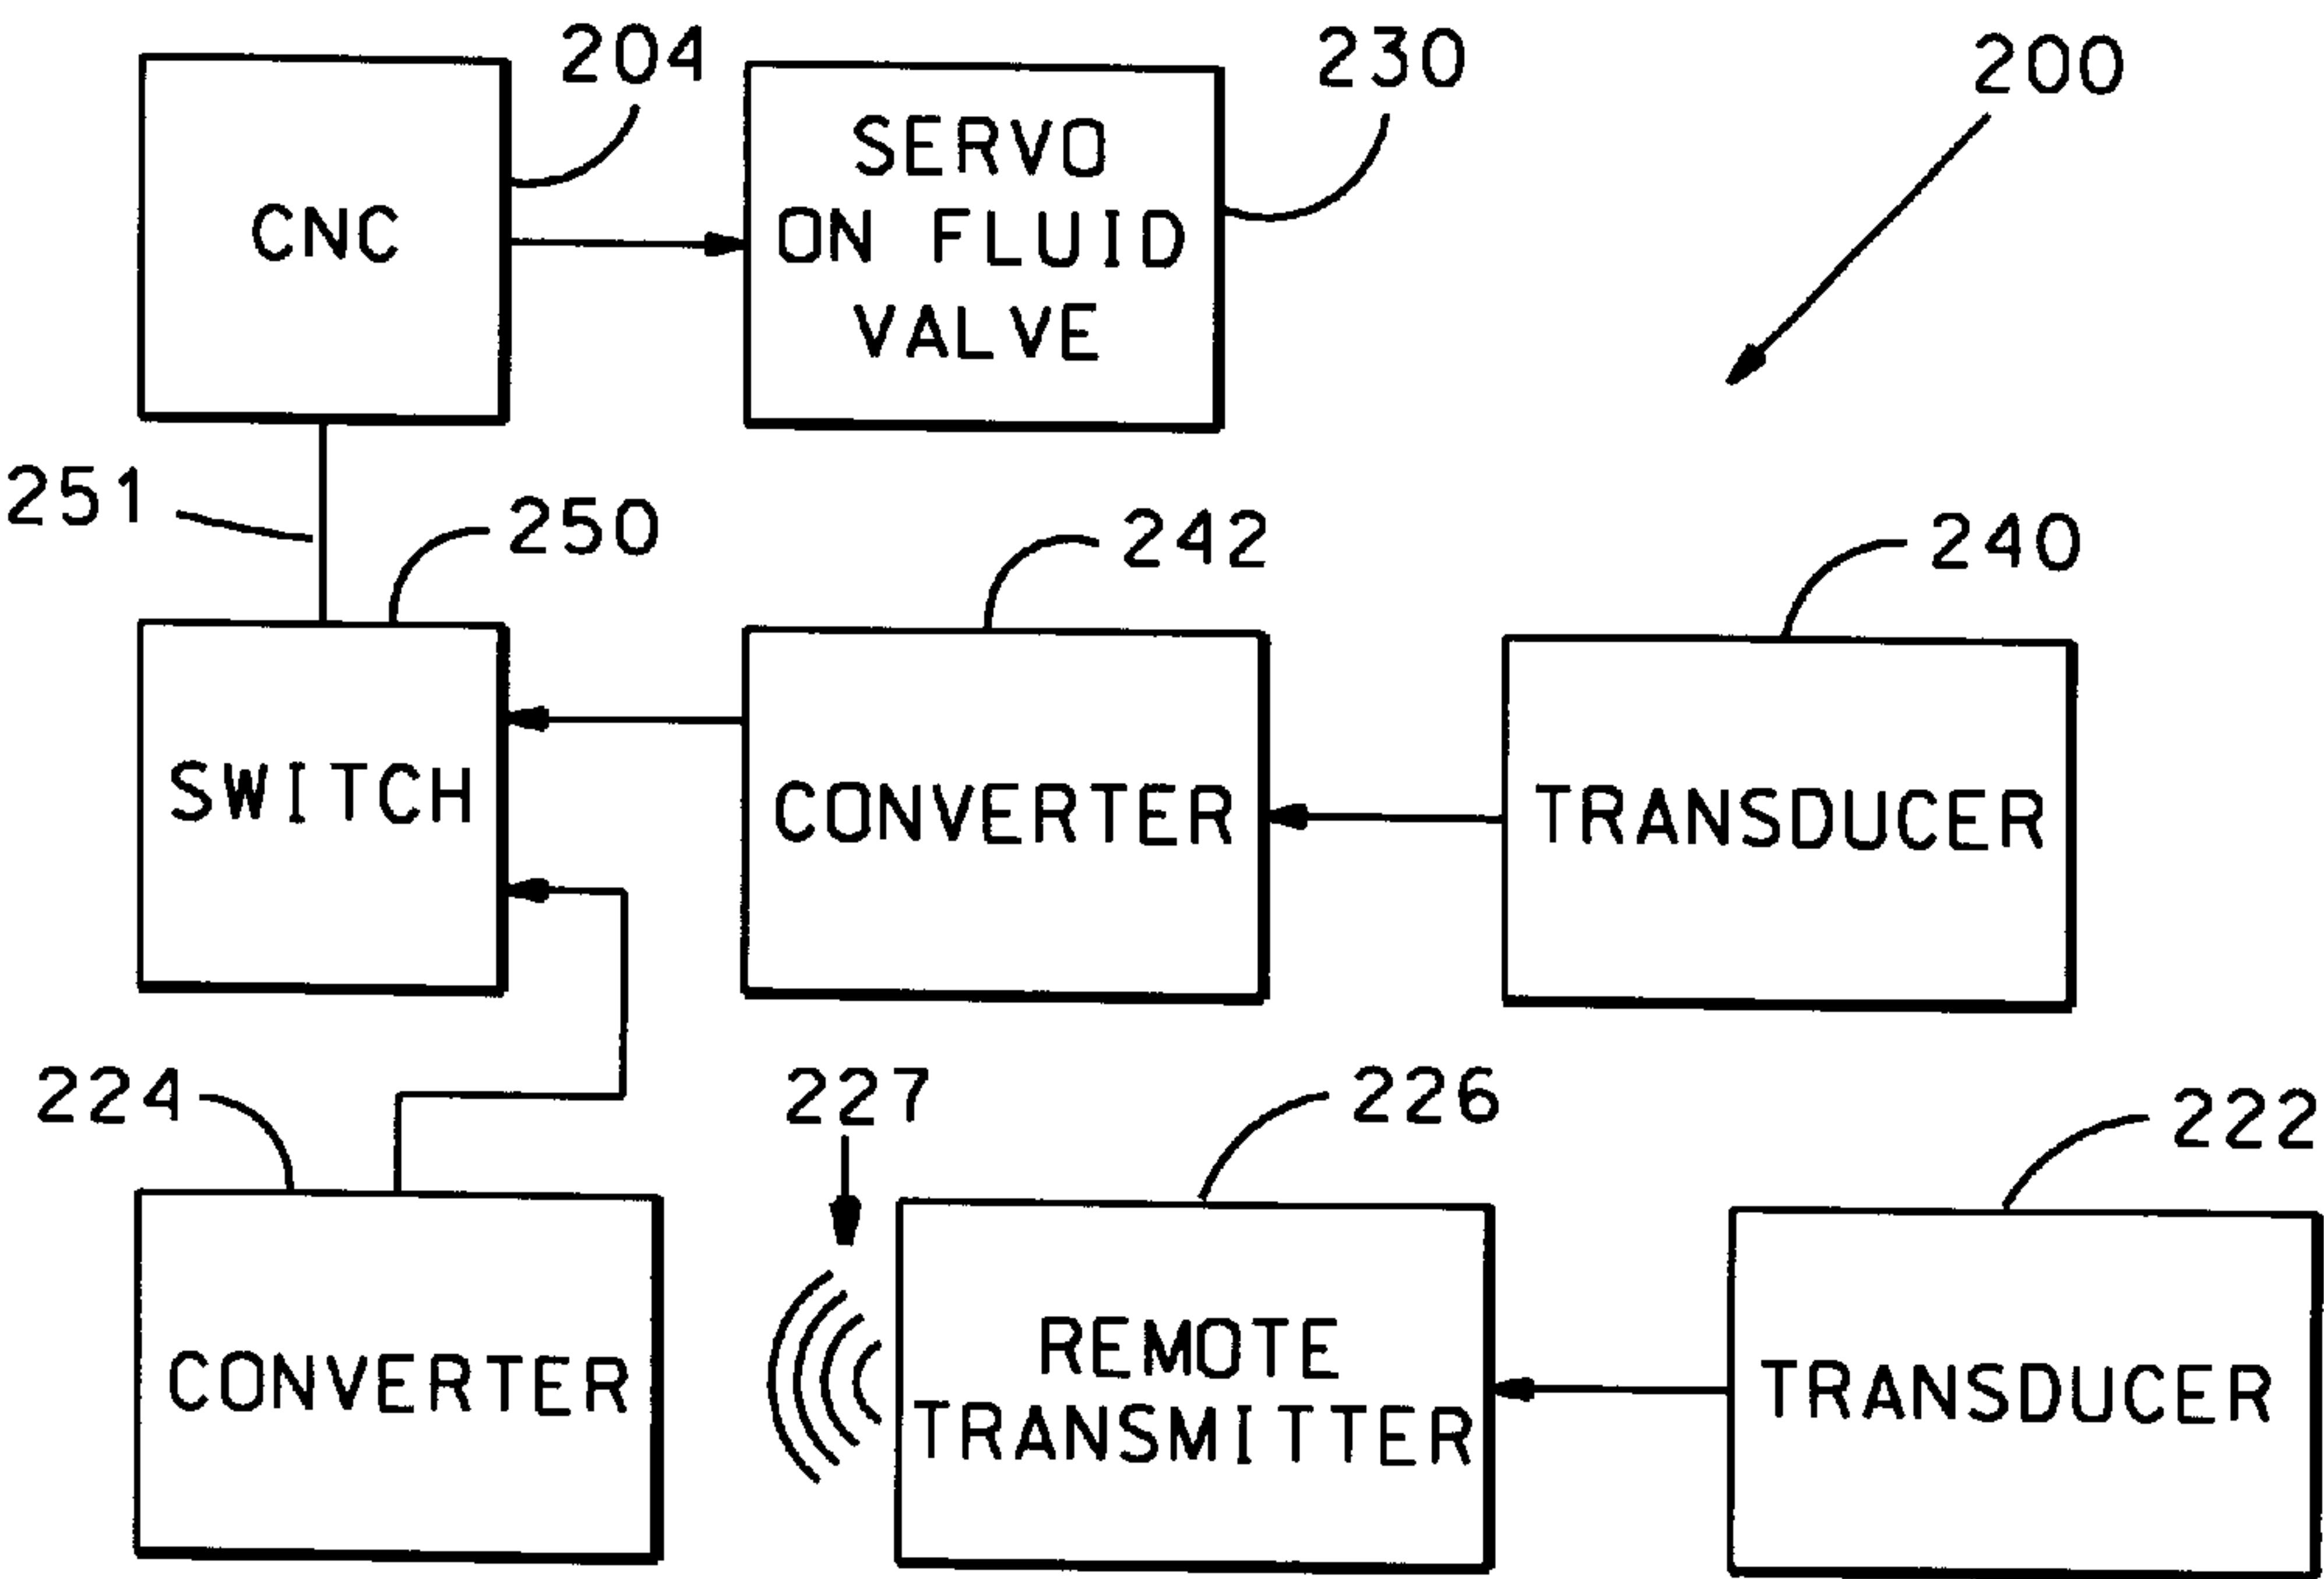 204
230
200
CNC
SERVO
ON FLUID
VALVE
251
250
242
240
SWITCH
CONVERTER
TRANSDUCER
224
227
226
222
CONVERTER
REMOTE
TRANSMITTER
TRANSDUCER